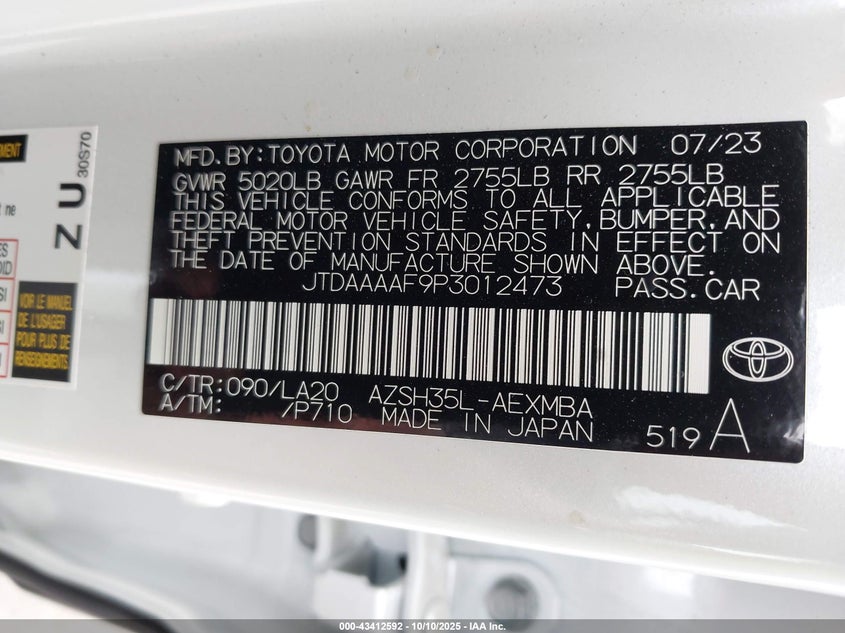 MFD. BY: TOYOTA MOTOR CORPORATION 07/23
GVWR 5020LB GAWR FR 2755LB RR 2755LB
THIS VEHICLE CONFORMS TO ALL APPLICABLE
FEDERAL MOTOR VEHICLE SAFETY, BUMPER, AND
THEFT PREVENTION STANDARDS IN EFFECT ON
THE DATE OF MANUFACTURE SHOWN ABOVE.
JTDAAAAF9P3012473 PASS. CAR
C/TR: 090/LA20 AZSH35L-AEXMBA
A/TM: /P710 MADE IN JAPAN
519 A
ZU 30S70
VOIR LE MANUEL
DE L'USAGER
POUR PLUS DE
RENSEIGNEMENTS
000-43412592 - 10/10/2025 - IAA Inc.